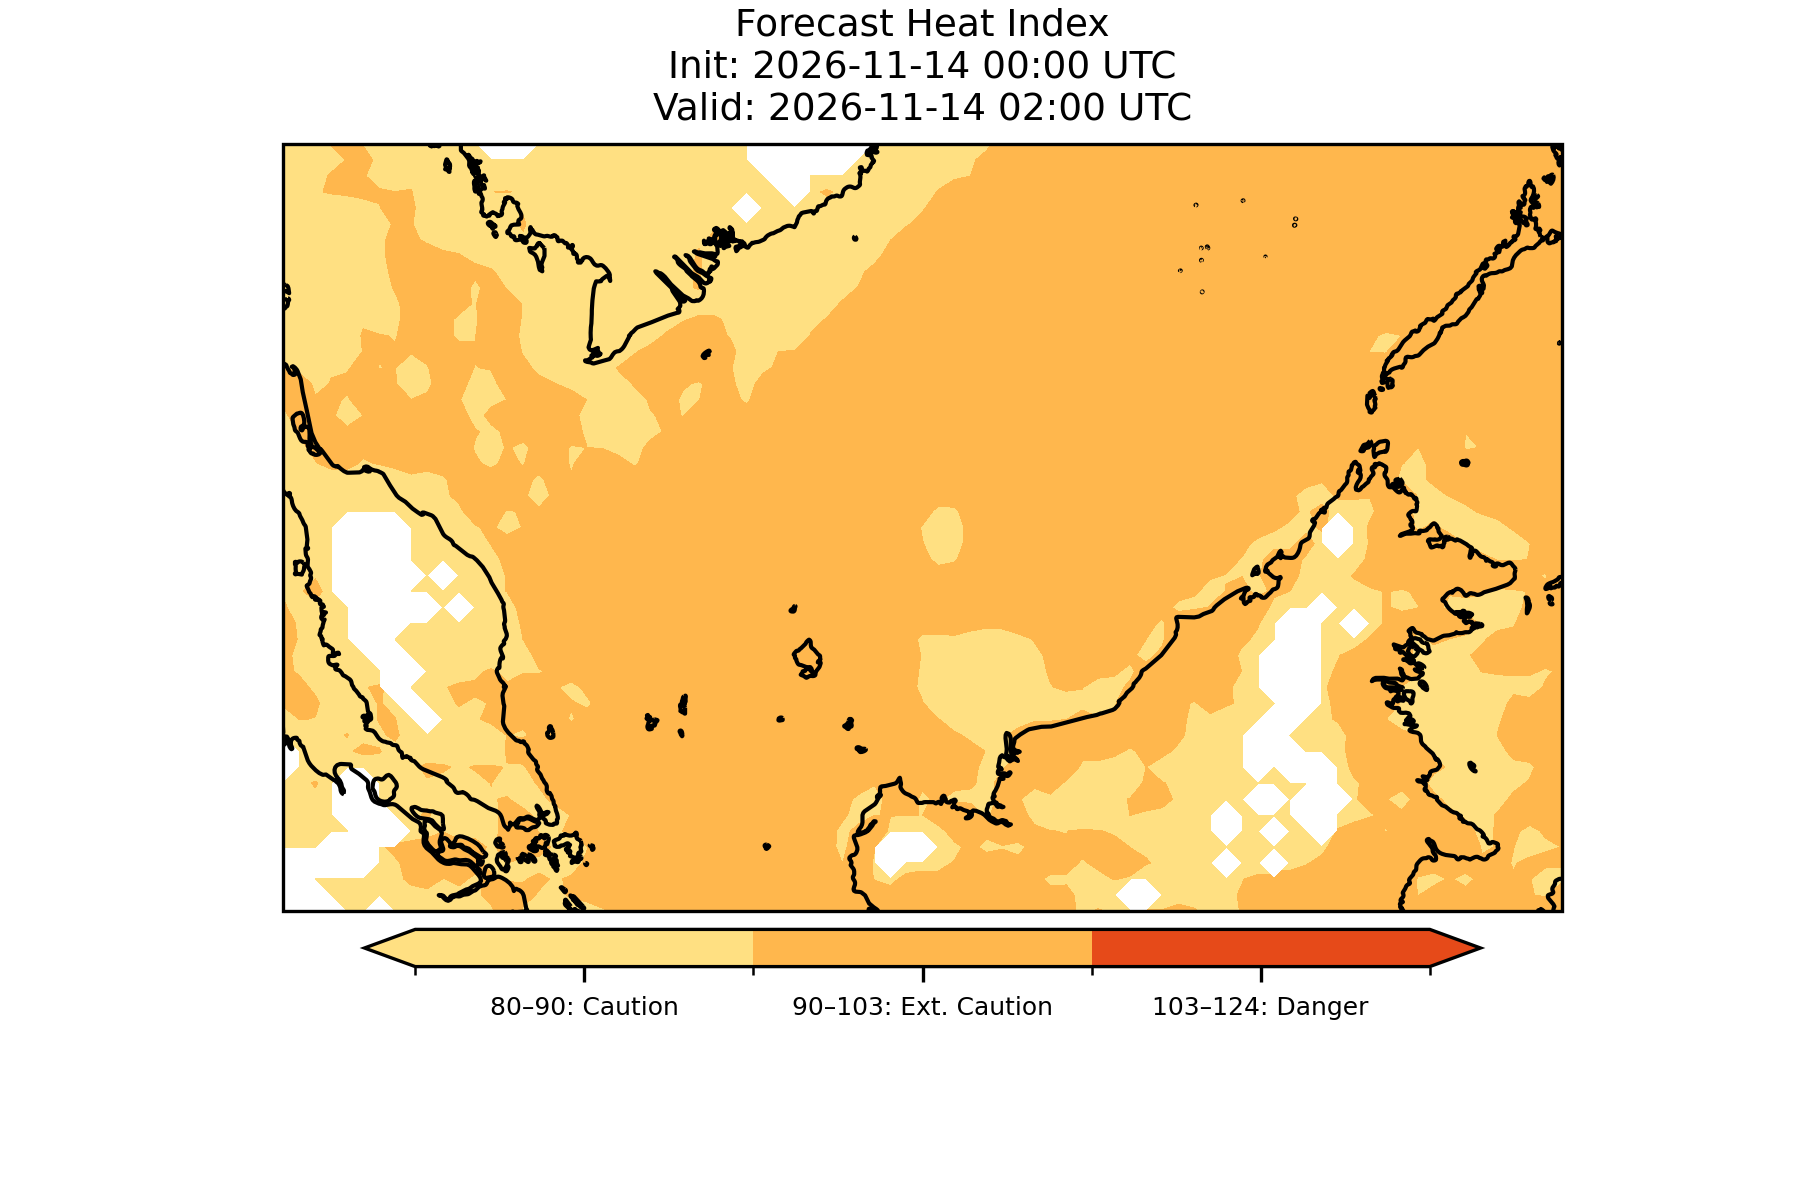 Forecast Heat Index
Init: 2026-11-14 00:00 UTC
Valid: 2026-11-14 02:00 UTC
80–90: Caution
90–103: Ext. Caution
103–124: Danger